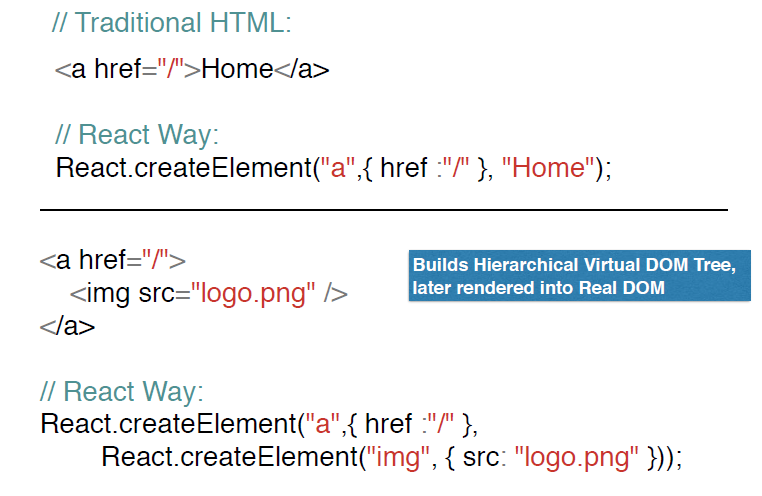 // Traditional HTML:
<a href="/">Home</a>
// React Way:
React.createElement("a",{ href :"/" }, "Home");
<a href="/">
<img src="logo.png" />
</a>
Builds Hierarchical Virtual DOM Tree,
later rendered into Real DOM
// React Way:
React.createElement("a",{ href :"/" },
React.createElement("img", { src: "logo.png" }));